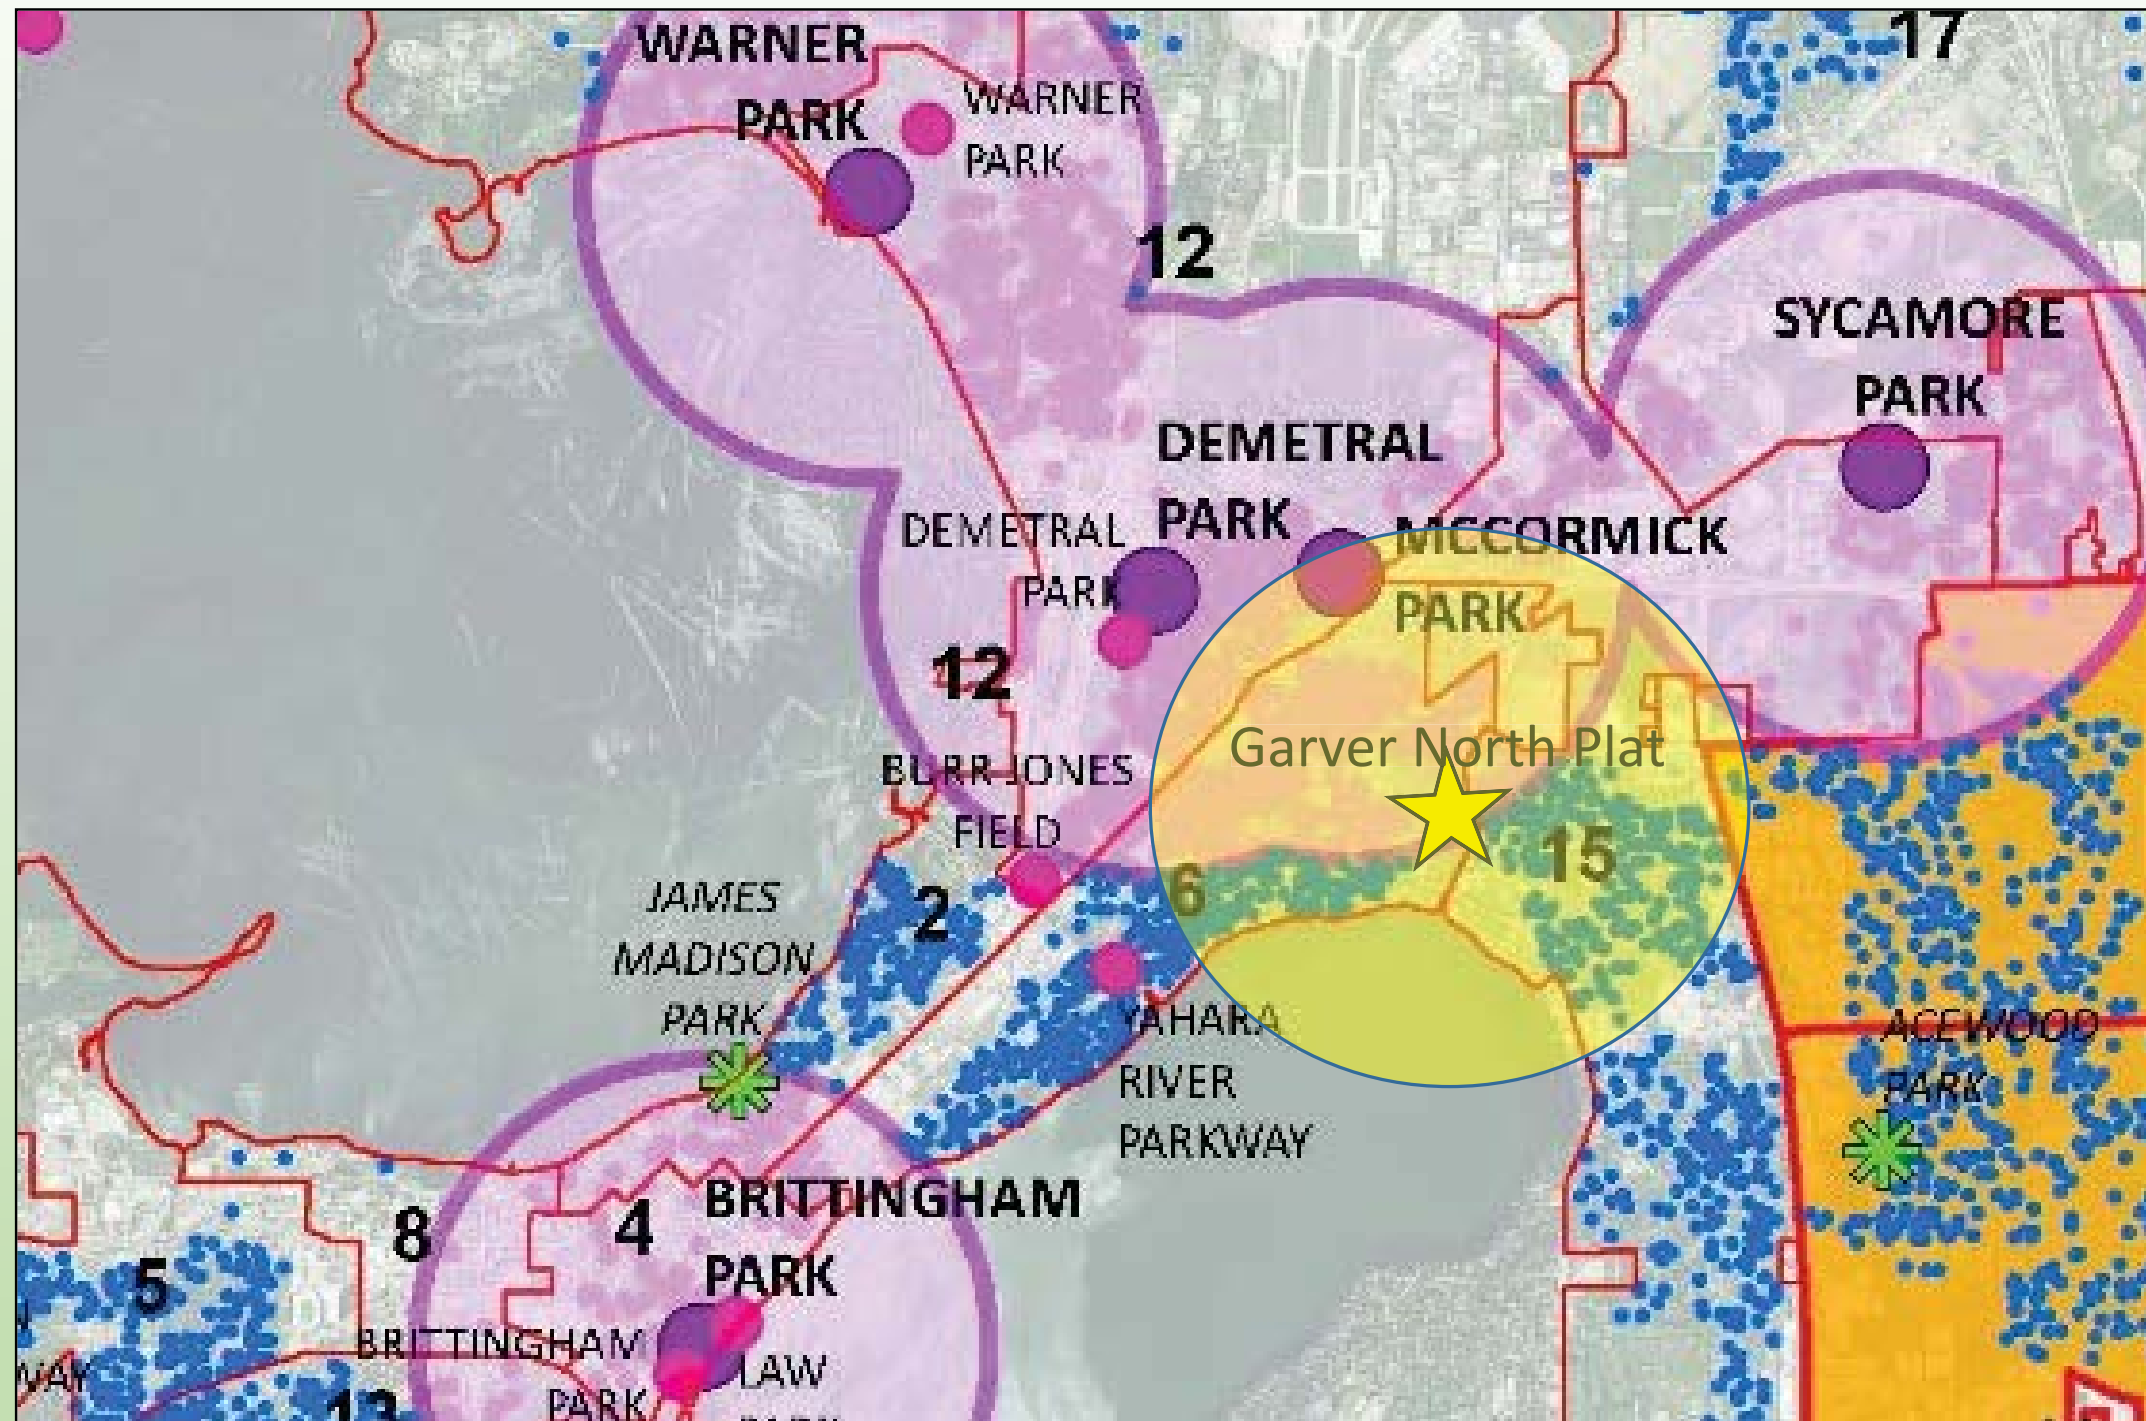 WARNER
PARK
WARNER
PARK
17
12
SYCAMORE
PARK
DEMETRAL
PARK
DEMETRAL
PARK
MCCORMICK
PARK
12
Garver North Plat
BURR JONES
FIELD
6
15
2
JAMES
MADISON
PARK
YAHARA
RIVER
PARKWAY
ACEWOOD
PARK
BRITTINGHAM
PARK
8
4
5
BRITTINGHAM
PARK
LAW
WAY
13